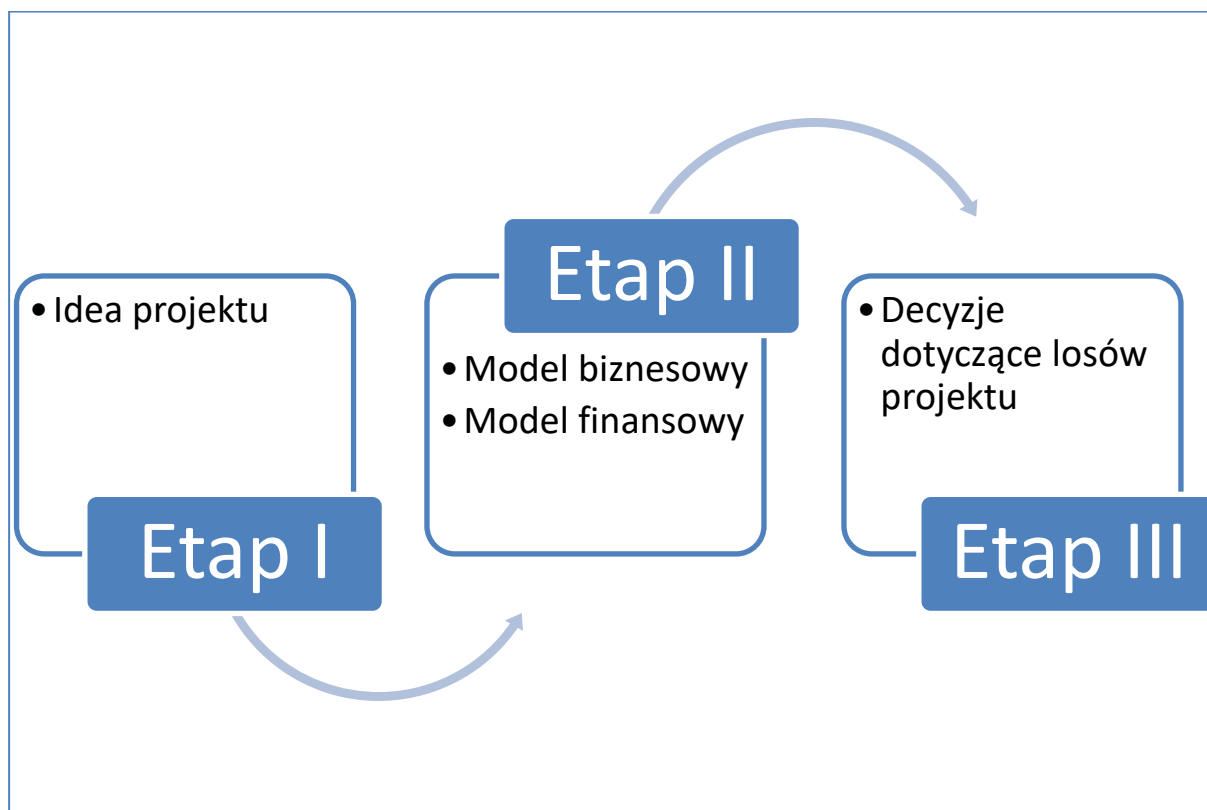 • Idea projektu
Etap I
Etap II
• Model biznesowy
• Model finansowy
• Decyzje
dotyczące losów
projektu
Etap III